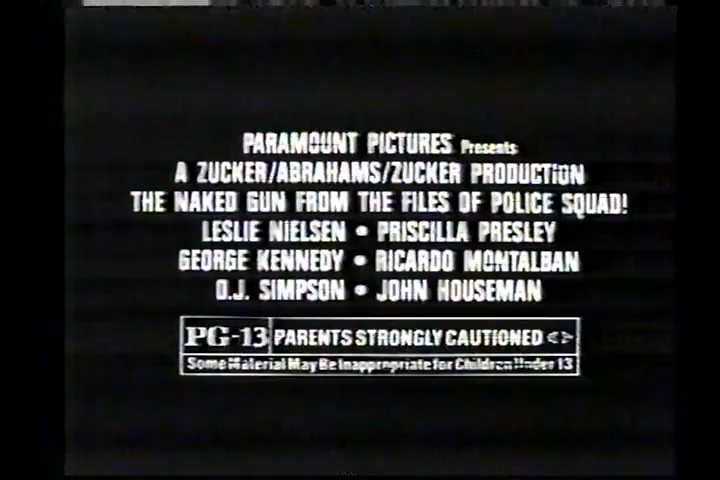 PARAMOUNT PICTURES Presents
A ZUCKER/ABRAHAMS/ZUCKER PRODUCTION
THE NAKED GUN FROM THE FILES OF POLICE SQUAD!
LESLIE NIELSEN • PRISCILLA PRESLEY
GEORGE KENNEDY • RICARDO MONTALBAN
O.J. SIMPSON • JOHN HOUSEMAN
PG-13 PARENTS STRONGLY CAUTIONED
Some Material May Be Inappropriate for Children Under 13